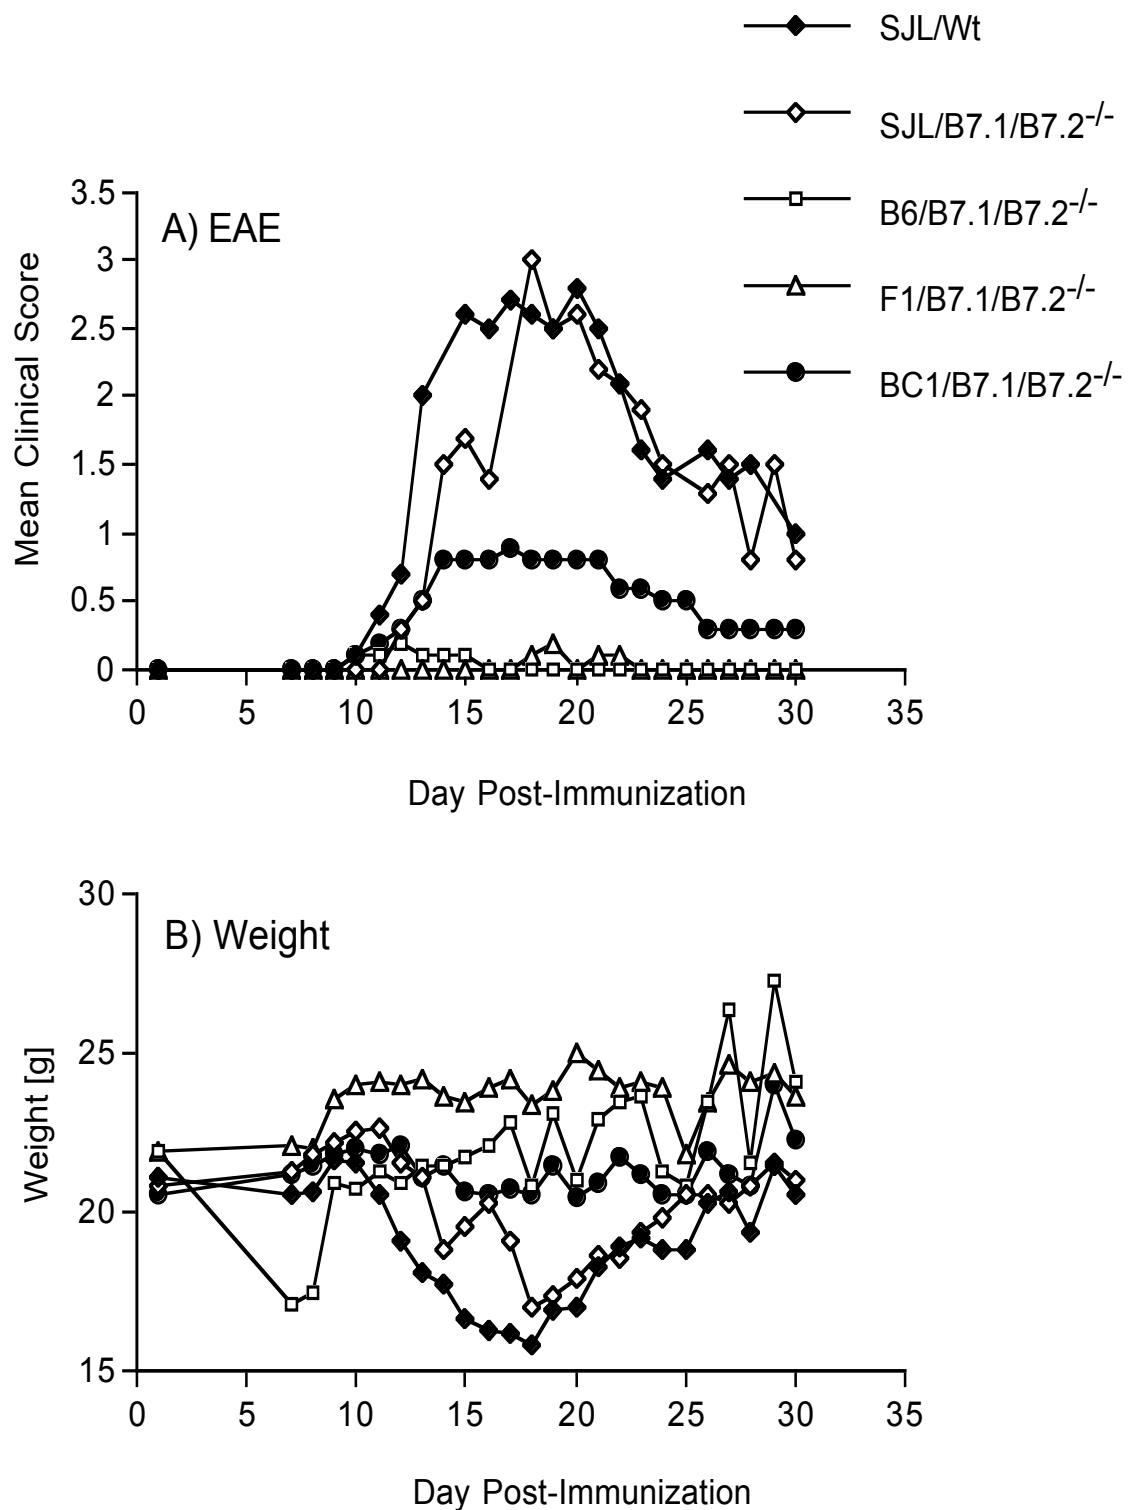 SJL/Wt
SJL/B7.1/B7.2-/-
B6/B7.1/B7.2-/-
F1/B7.1/B7.2-/-
BC1/B7.1/B7.2-/-
A) EAE
Mean Clinical Score
3.5
3
2.5
2
1.5
1
0.5
0
0 5 10 15 20 25 30 35
Day Post-Immunization
B) Weight
Weight [g]
30
25
20
15
0 5 10 15 20 25 30 35
Day Post-Immunization